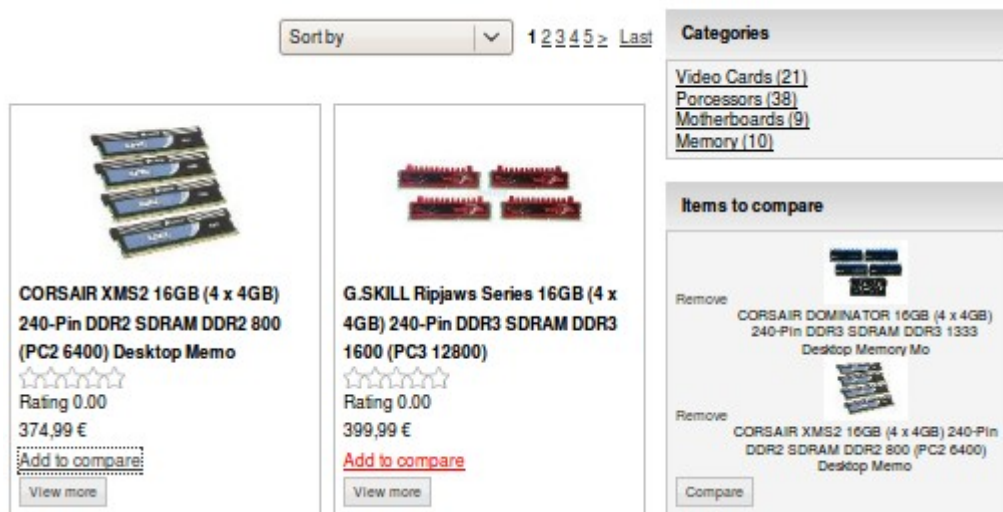 Sort by
1 2 3 4 5 > Last
CORSAIR XMS2 16GB (4 x 4GB)
240-Pin DDR2 SDRAM DDR2 800
(PC2 6400) Desktop Memo
Rating 0.00
374,99 €
Add to compare
View more
G.SKILL Ripjaws Series 16GB (4 x
4GB) 240-Pin DDR3 SDRAM DDR3
1600 (PC3 12800)
Rating 0.00
399,99 €
Add to compare
View more
Categories
Video Cards (21)
Porcessors (38)
Motherboards (9)
Memory (10)
Items to compare
Remove
CORSAIR DOMINATOR 16GB (4 x 4GB)
240-Pin DDR3 SDRAM DDR3 1333
Desktop Memory Mo
Remove
CORSAIR XMS2 16GB (4 x 4GB) 240-Pin
DDR2 SDRAM DDR2 800 (PC2 6400)
Desktop Memo
Compare